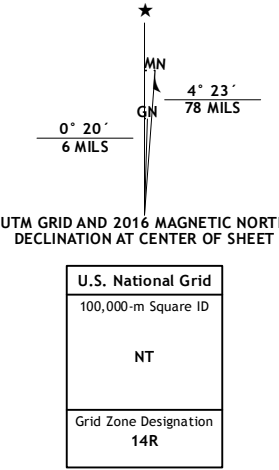 ★
MN
4° 23´
78 MILS
GN
0° 20´
6 MILS
UTM GRID AND 2016 MAGNETIC NORT
DECLINATION AT CENTER OF SHEET
U.S. National Grid
100,000-m Square ID
NT
Grid Zone Designation
14R